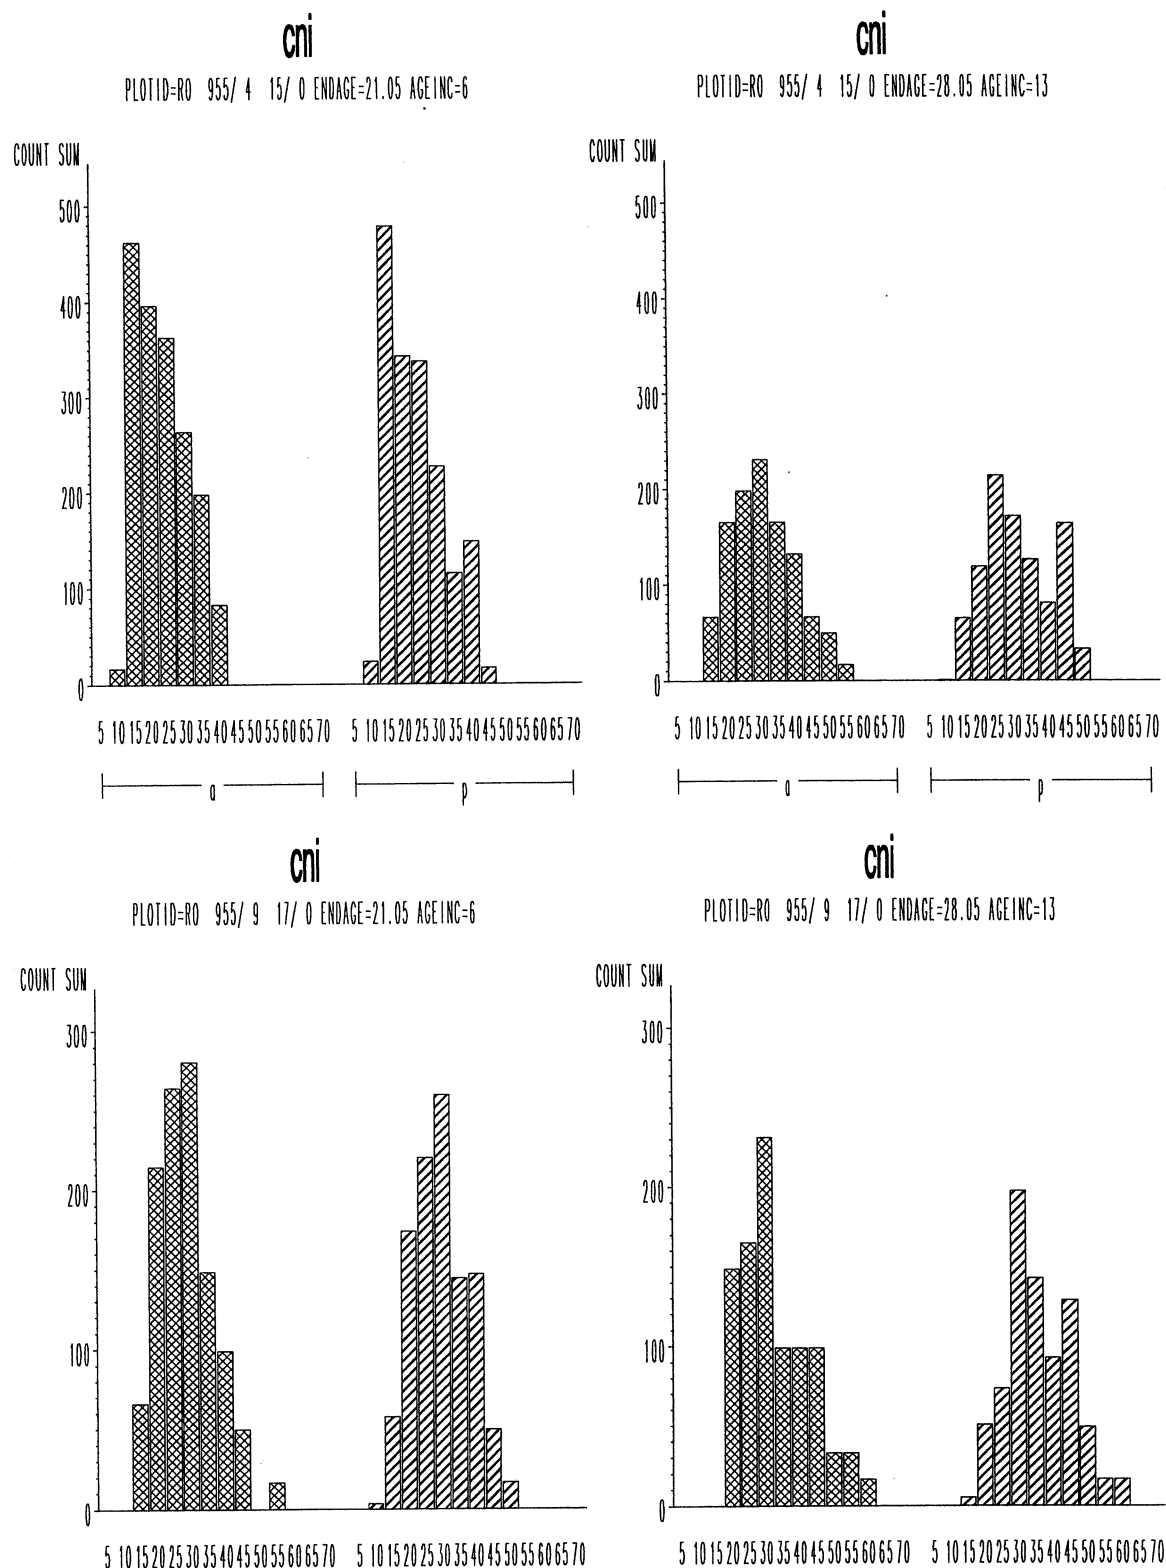 cni
PLOTID=RO 955/ 4 15/ 0 ENDAGE=21.05 AGEINC=6
COUNT SUM
500
400
300
200
100
0
5 10 15 20 25 30 35 40 45 50 55 60 65 70 5 10 15 20 25 30 35 40 45 50 55 60 65 70
a p
cni
PLOTID=RO 955/ 4 15/ 0 ENDAGE=28.05 AGEINC=13
COUNT SUM
500
400
300
200
100
0
5 10 15 20 25 30 35 40 45 50 55 60 65 70 5 10 15 20 25 30 35 40 45 50 55 60 65 70
a p
cni
PLOTID=RO 955/ 9 17/ 0 ENDAGE=21.05 AGEINC=6
COUNT SUM
300
200
100
0
5 10 15 20 25 30 35 40 45 50 55 60 65 70 5 10 15 20 25 30 35 40 45 50 55 60 65 70
cni
PLOTID=RO 955/ 9 17/ 0 ENDAGE=28.05 AGEINC=13
COUNT SUM
300
200
100
0
5 10 15 20 25 30 35 40 45 50 55 60 65 70 5 10 15 20 25 30 35 40 45 50 55 60 65 70